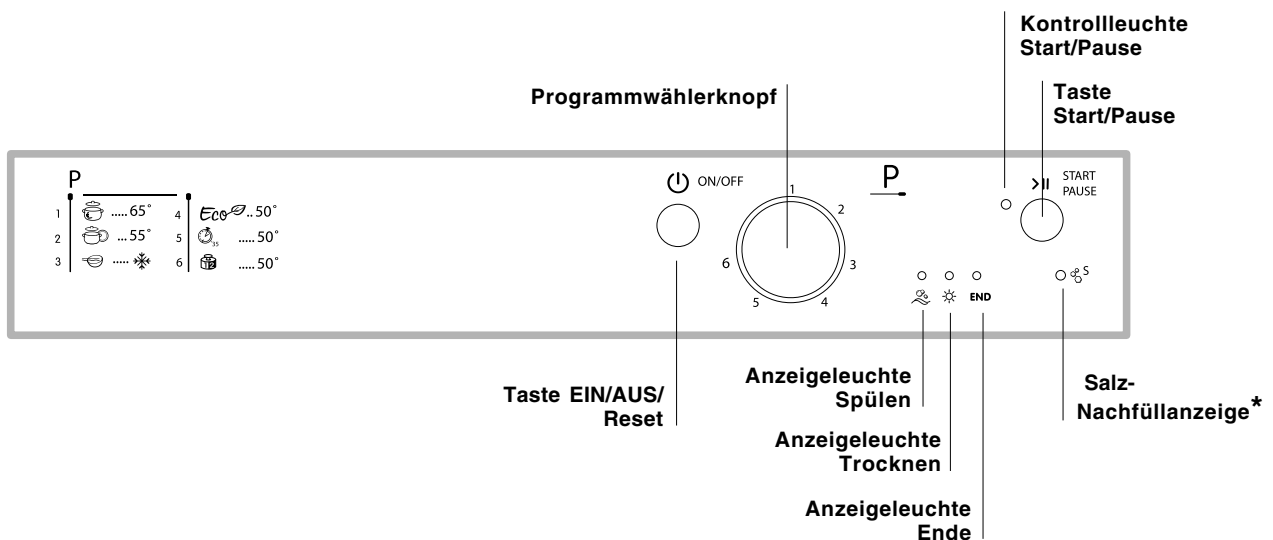 Kontrollleuchte
Start/Pause
Programmwählerknopf
Taste
Start/Pause
P
1 ..... 65°
2 ... 55°
3 .....
4 Eco .. 50°
5 35 ..... 50°
6 ..... 50°
ON/OFF
1
2
3
4
5
6
P
START
PAUSE
END
S
Taste EIN/AUS/
Reset
Anzeigeleuchte
Spülen
Anzeigeleuchte
Trocknen
Anzeigeleuchte
Ende
Salz-
Nachfüllanzeige*